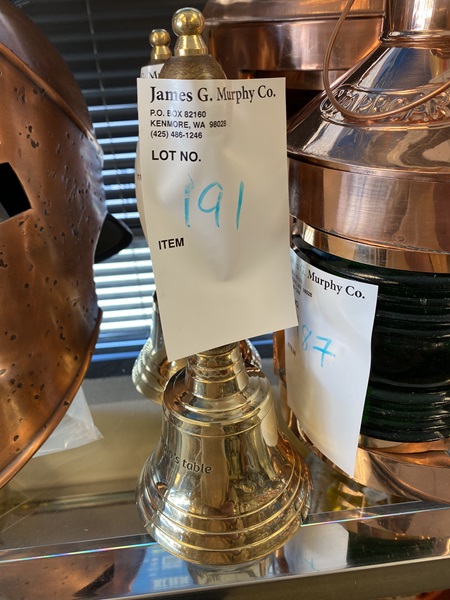 James G. Murphy Co.
P.O. BOX 82160
KENMORE, WA 98028
(425) 486-1246
LOT NO.
191
ITEM
Murphy Co.
87
table